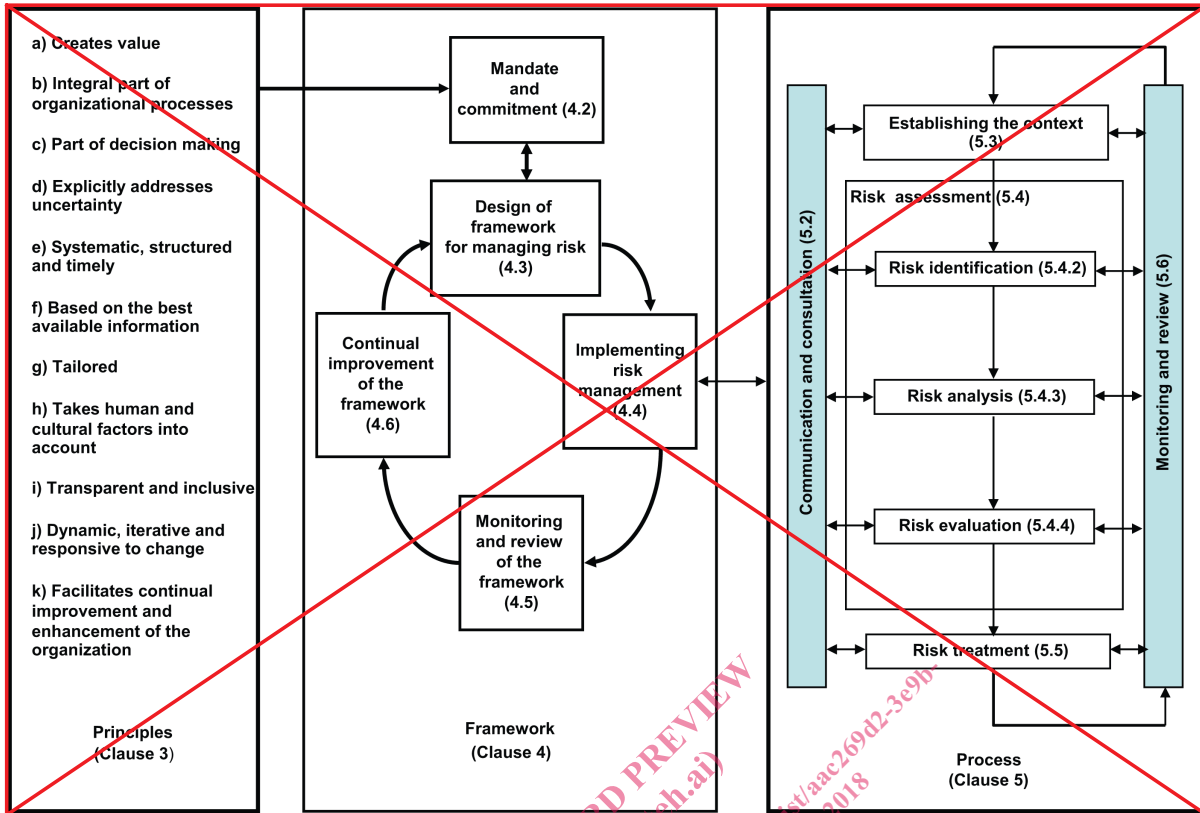 a) Creates value
b) Integral part of
organizational processes
c) Part of decision making
d) Explicitly addresses
uncertainty
e) Systematic, structured
and timely
f) Based on the best
available information
g) Tailored
h) Takes human and
cultural factors into
account
i) Transparent and inclusive
j) Dynamic, iterative and
responsive to change
k) Facilitates continual
improvement and
enhancement of the
organization
Principles
(Clause 3)
Mandate
and
commitment (4.2)
Design of
framework
for managing risk
(4.3)
Continual
improvement
of the
framework
(4.6)
Implementing
risk
management
(4.4)
Monitoring
and review
of the
framework
(4.5)
Framework
(Clause 4)
Communication and consultation (5.2)
Establishing the context
(5.3)
Risk assessment (5.4)
Risk identification (5.4.2)
Risk analysis (5.4.3)
Risk evaluation (5.4.4)
Risk treatment (5.5)
Monitoring and review (5.6)
Process
(Clause 5)
PREVIEW
eh.ai)
ist/aac269d2-3e9b-
2018